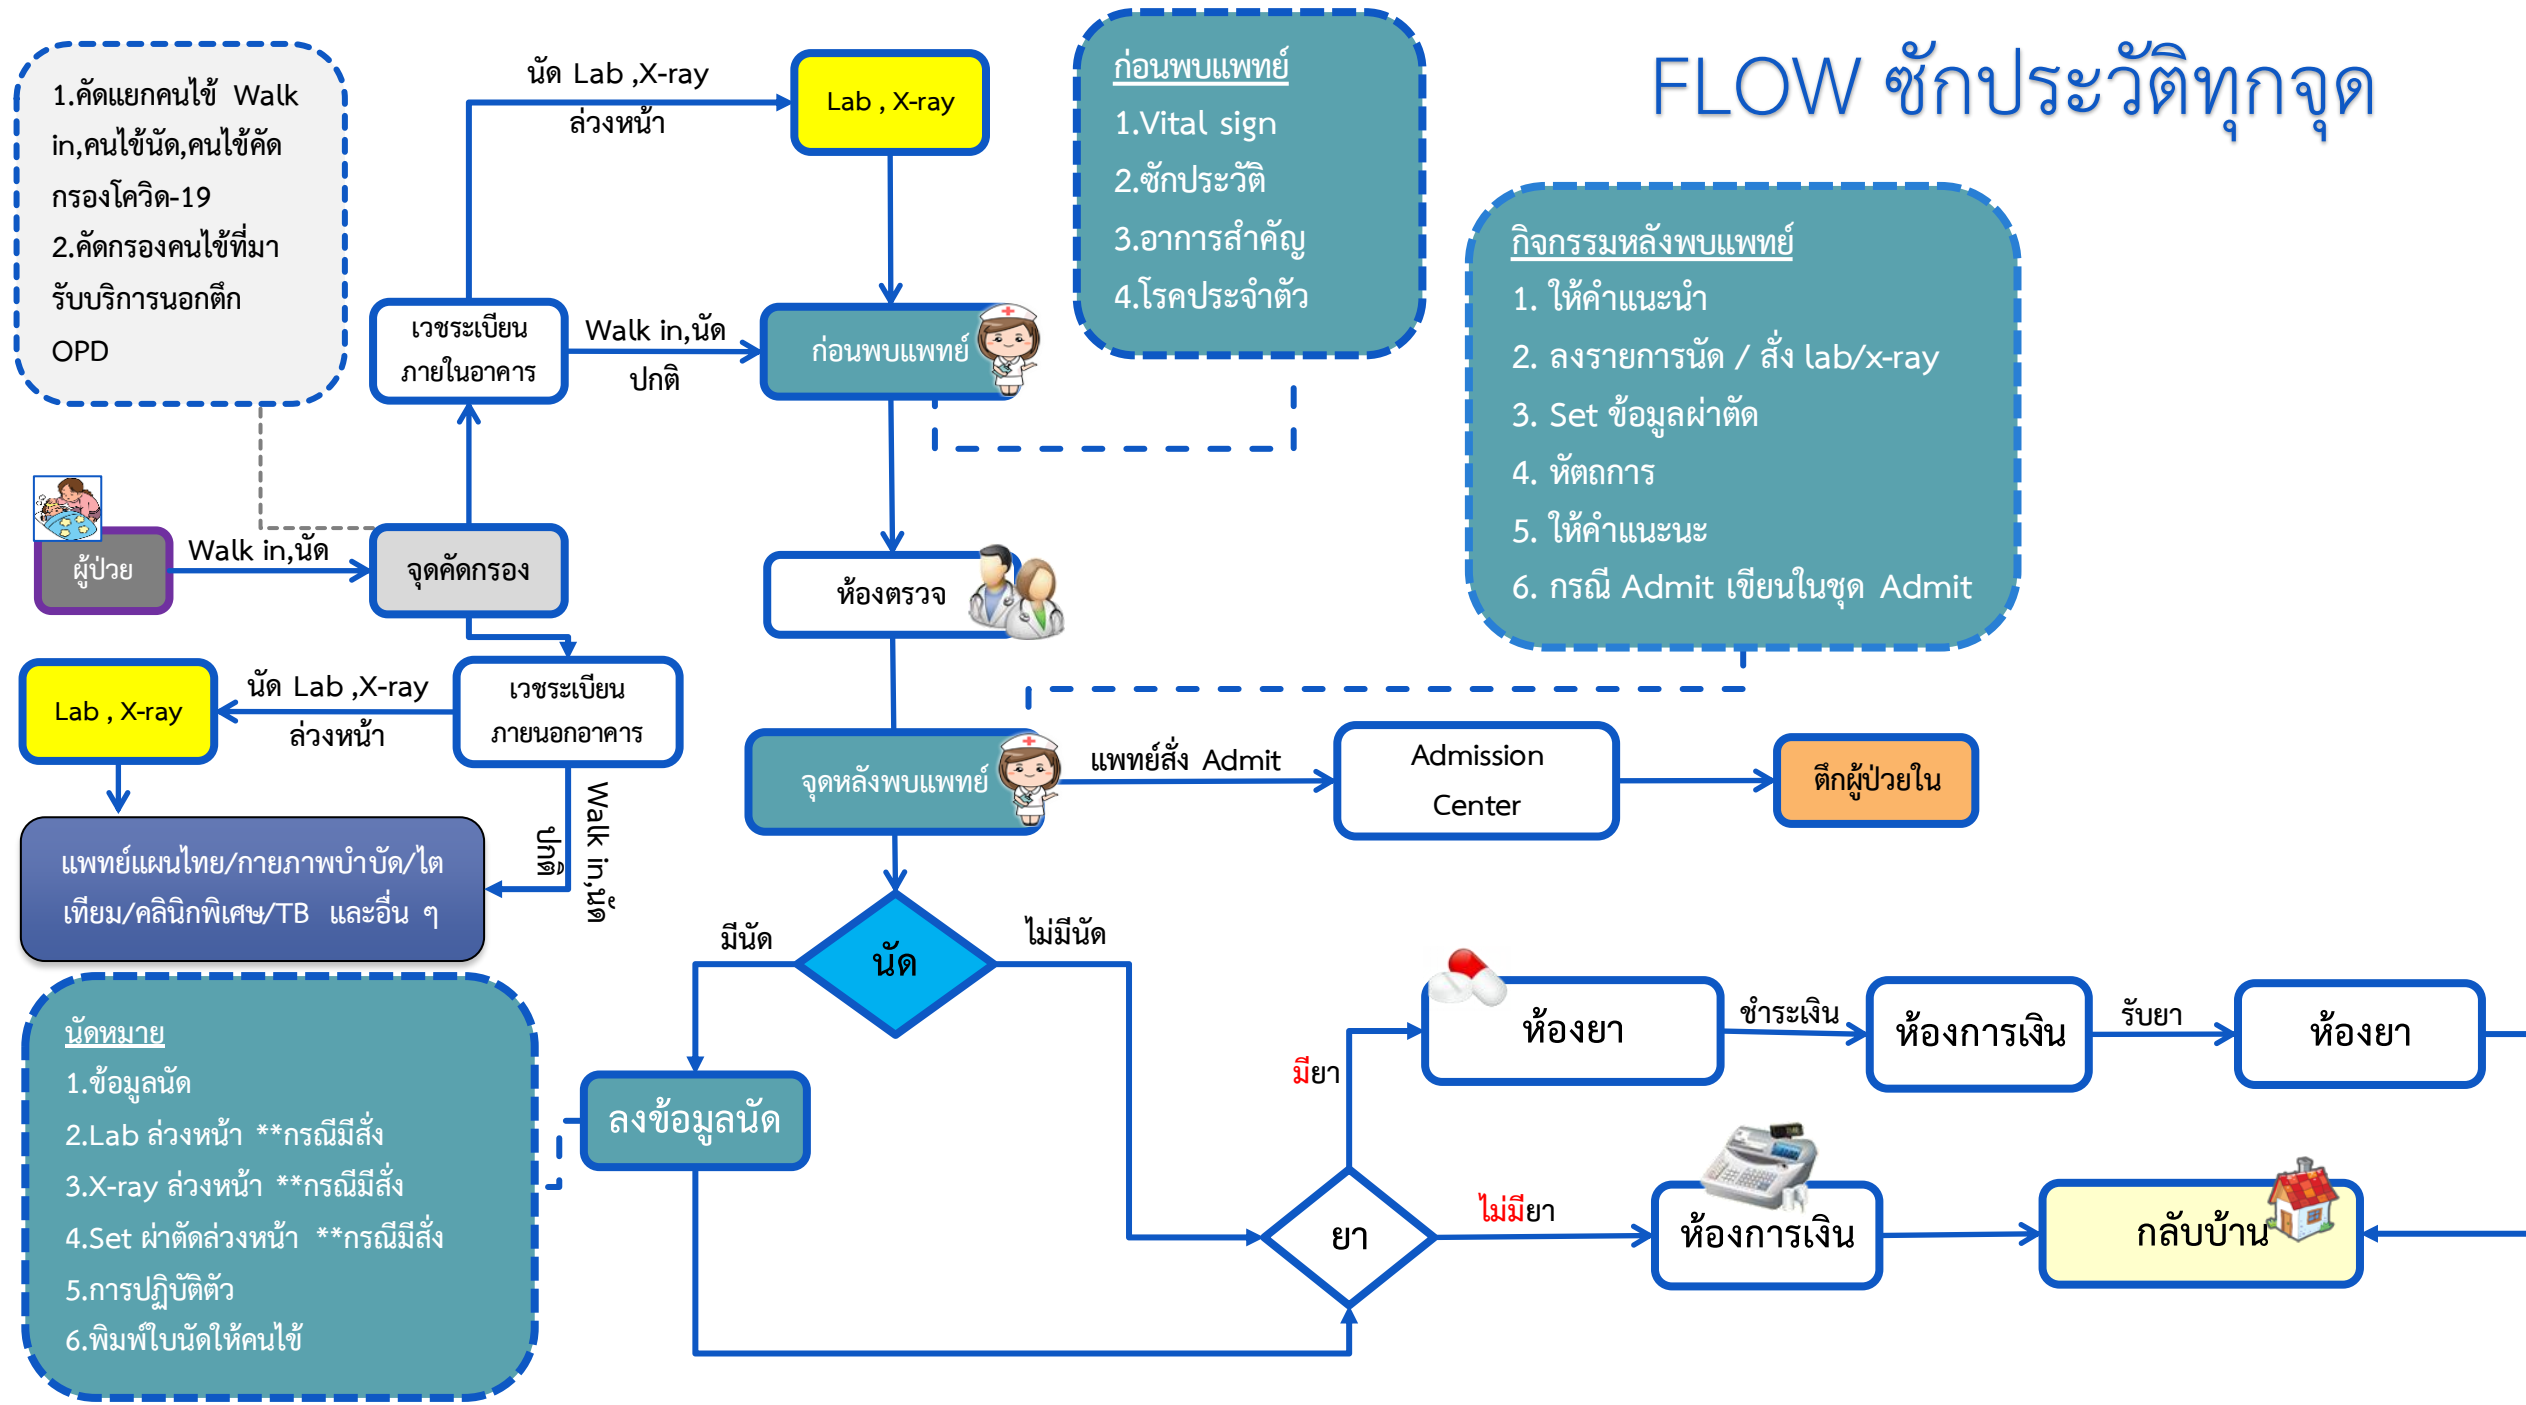 FLOW ซักประวัติทุกจุด
1.คัดแยกคนไข้ Walk
in,คนไข้นัด,คนไข้คัด
กรองโควิด-19
2.คัดกรองคนไข้ที่มา
รับบริการนอกตึก
OPD
นัด Lab ,X-ray
ล่วงหน้า
Lab , X-ray
ก่อนพบแพทย์
1.Vital sign
2.ซักประวัติ
3.อาการสำคัญ
4.โรคประจำตัว
กิจกรรมหลังพบแพทย์
1. ให้คำแนะนำ
2. ลงรายการนัด / สั่ง lab/x-ray
3. Set ข้อมูลผ่าตัด
4. หัตถการ
5. ให้คำแนะนะ
6. กรณี Admit เขียนในชุด Admit
เวชระเบียน
ภายในอาคาร
Walk in,นัด
ปกติ
ก่อนพบแพทย์
ผู้ป่วย
Walk in,นัด
จุดคัดกรอง
ห้องตรวจ
Lab , X-ray
นัด Lab ,X-ray
ล่วงหน้า
เวชระเบียน
ภายนอกอาคาร
Walk in,นัด
ปกติ
แพทย์แผนไทย/กายภาพบำบัด/ไต
เทียม/คลินิกพิเศษ/TB และอื่น ๆ
จุดหลังพบแพทย์
แพทย์สั่ง Admit
Admission
Center
ตึกผู้ป่วยใน
มีนัด
นัด
ไม่มีนัด
นัดหมาย
1.ข้อมูลนัด
2.Lab ล่วงหน้า **กรณีมีสั่ง
3.X-ray ล่วงหน้า **กรณีมีสั่ง
4.Set ผ่าตัดล่วงหน้า **กรณีมีสั่ง
5.การปฏิบัติตัว
6.พิมพ์ใบนัดให้คนไข้
ลงข้อมูลนัด
มียา
ห้องยา
ชำระเงิน
ห้องการเงิน
รับยา
ห้องยา
ยา
ไม่มียา
ห้องการเงิน
กลับบ้าน